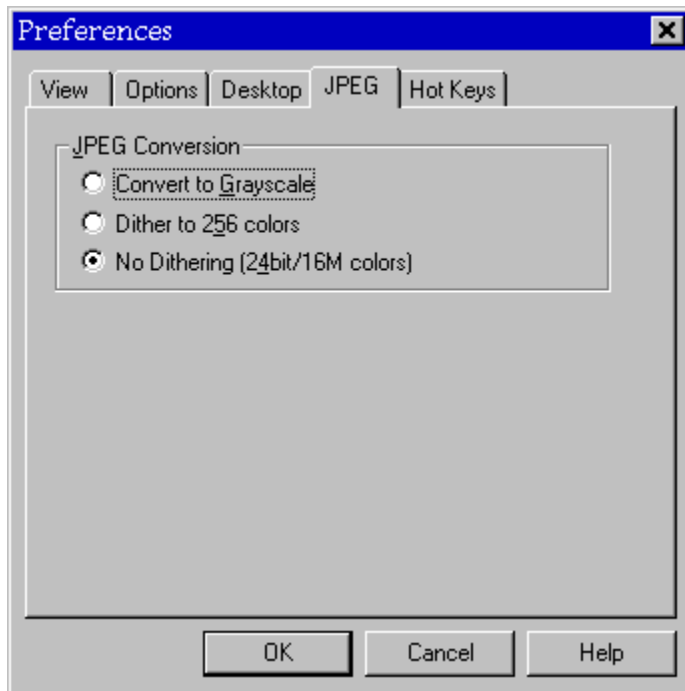 Preferences
View Options Desktop JPEG Hot Keys
JPEG Conversion
Convert to Grayscale
Dither to 256 colors
No Dithering (24bit/16M colors)
OK Cancel Help